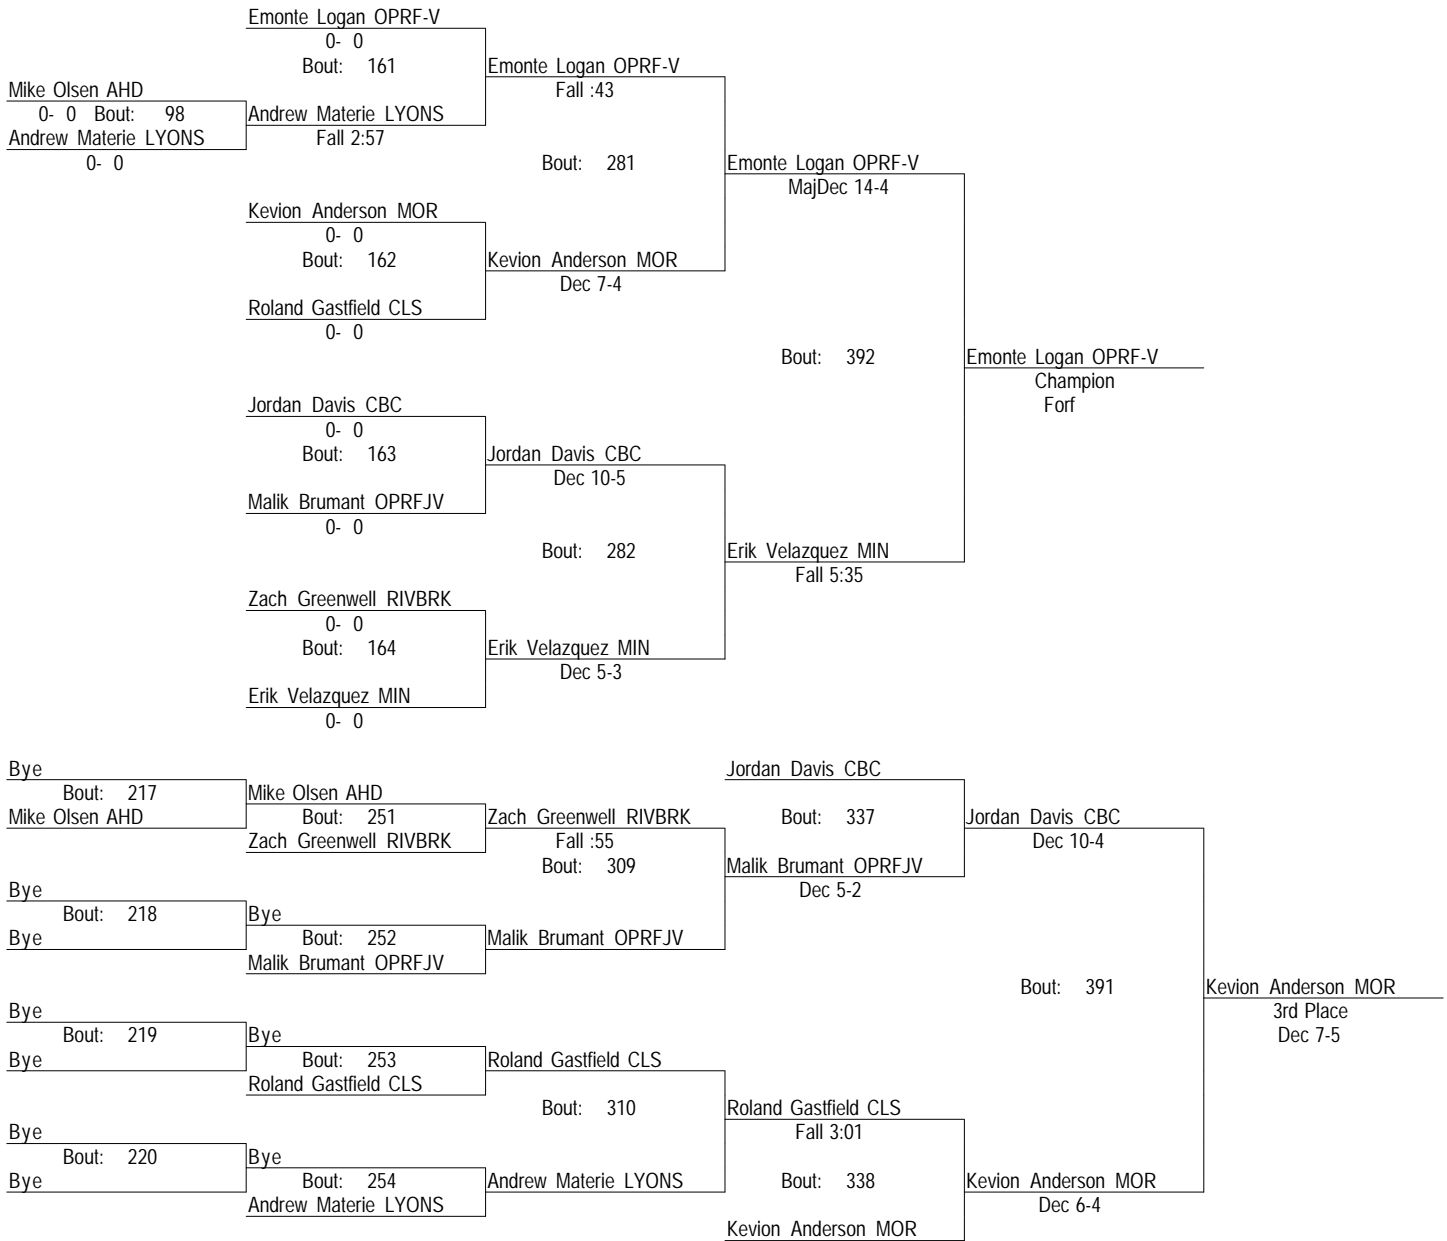 Emonte Logan OPRF-V
0- 0
Bout: 161
Emonte Logan OPRF-V
Mike Olsen AHD
Fall :43
0- 0 Bout: 98
Andrew Materie LYONS
Andrew Materie LYONS
Fall 2:57
0- 0
Bout: 281
Emonte Logan OPRF-V
MajDec 14-4
Kevion Anderson MOR
0- 0
Bout: 162
Kevion Anderson MOR
Dec 7-4
Roland Gastfield CLS
0- 0
Bout: 392
Emonte Logan OPRF-V
Champion
Forf
Jordan Davis CBC
0- 0
Bout: 163
Jordan Davis CBC
Dec 10-5
Malik Brumant OPRFJV
0- 0
Bout: 282
Erik Velazquez MIN
Fall 5:35
Zach Greenwell RIVBRK
0- 0
Bout: 164
Erik Velazquez MIN
Dec 5-3
Erik Velazquez MIN
0- 0
Bye
Jordan Davis CBC
Bout: 217
Mike Olsen AHD
Mike Olsen AHD
Bout: 251
Zach Greenwell RIVBRK
Bout: 337
Jordan Davis CBC
Zach Greenwell RIVBRK
Fall :55
Dec 10-4
Bout: 309
Malik Brumant OPRFJV
Dec 5-2
Bye
Bout: 218
Bye
Bye
Bout: 252
Malik Brumant OPRFJV
Malik Brumant OPRFJV
Bout: 391
Kevion Anderson MOR
3rd Place
Dec 7-5
Bye
Bout: 219
Bye
Bye
Bout: 253
Roland Gastfield CLS
Roland Gastfield CLS
Bout: 310
Roland Gastfield CLS
Fall 3:01
Bye
Bout: 220
Bye
Bye
Bout: 254
Andrew Materie LYONS
Bout: 338
Kevion Anderson MOR
Andrew Materie LYONS
Dec 6-4
Kevion Anderson MOR